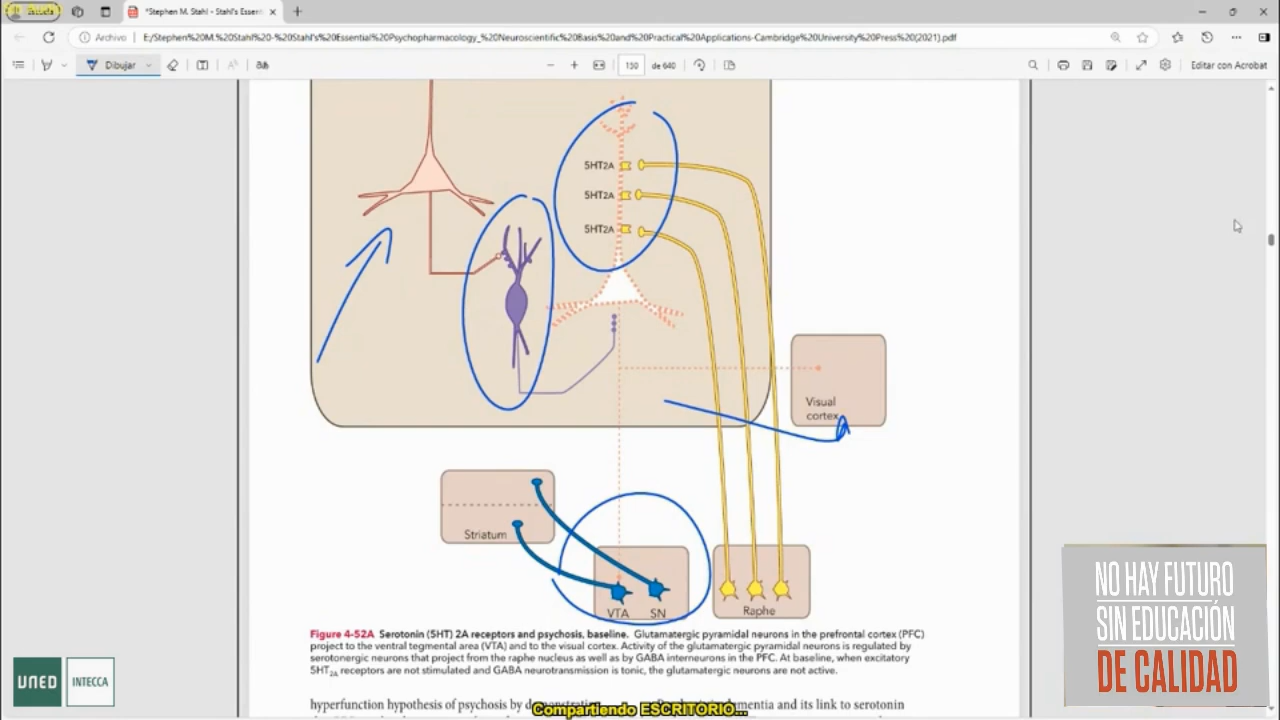 Escuela
*Stephen M. Stahl - Stahl's Essen
Archivo
E:/Stephen%20M.%20Stahl%20-%20Stahl's%20Essential%20Psychopharmacology_%20Neuroscientific%20Basis%20and%20Practical%20Applications-Cambridge%20University%20Press%20(2021).pdf
Dibujar
150
de 640
Editar con Acrobat
5HT2A
5HT2A
5HT2A
Visual
cortex
Striatum
VTA
SN
Raphe
Figure 4-52A Serotonin (5HT) 2A receptors and psychosis, baseline. Glutamatergic pyramidal neurons in the prefrontal cortex (PFC)
project to the ventral tegmental area (VTA) and to the visual cortex. Activity of the glutamatergic pyramidal neurons is regulated by
serotonergic neurons that project from the raphe nucleus as well as by GABA interneurons in the PFC. At baseline, when excitatory
5HT2A receptors are not stimulated and GABA neurotransmission is tonic, the glutamatergic neurons are not active.
hyperfunction hypothesis of psychosis by
mentia and its link to serotonin
Compartiendo ESCRITORIO...
UNED
INTECCA
NO HAY FUTURO
SIN EDUCACIÓN
DE CALIDAD